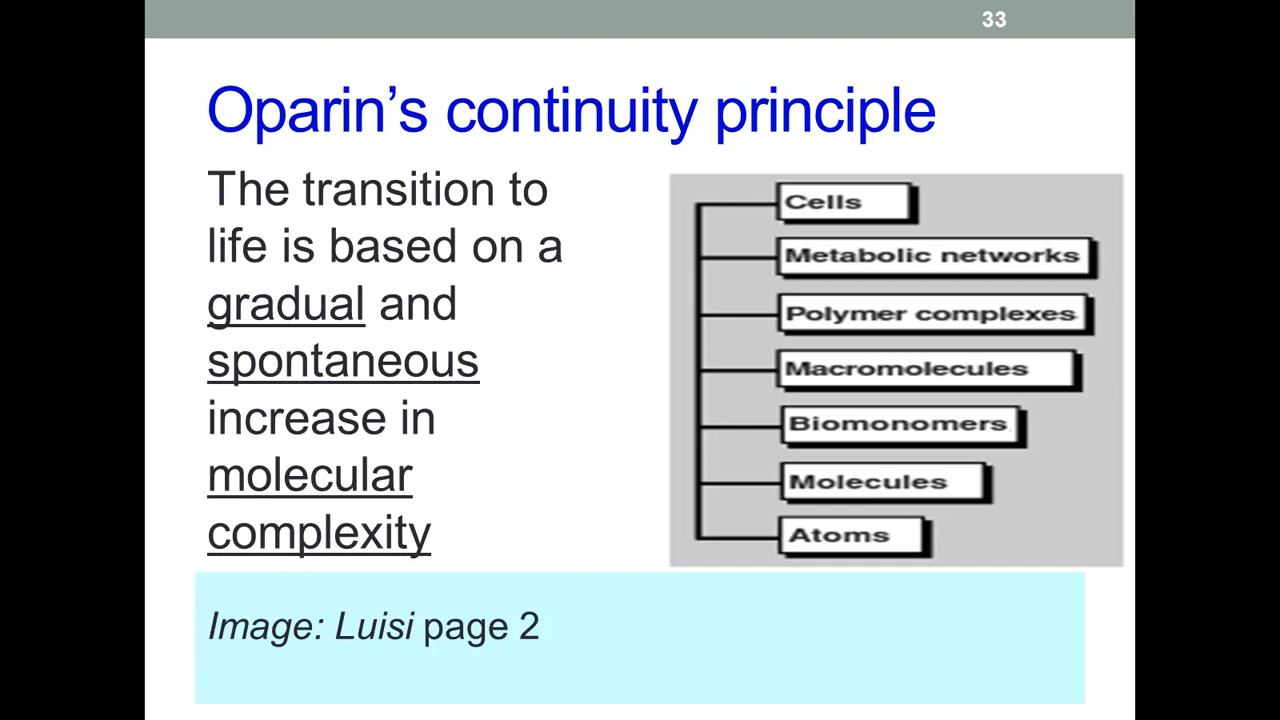 33
Oparin's continuity principle
The transition to
life is based on a
gradual and
spontaneous
increase in
molecular
complexity
Cells
Metabolic networks
Polymer complexes
Macromolecules
Biomonomers
Molecules
Atoms
Image: Luisi page 2